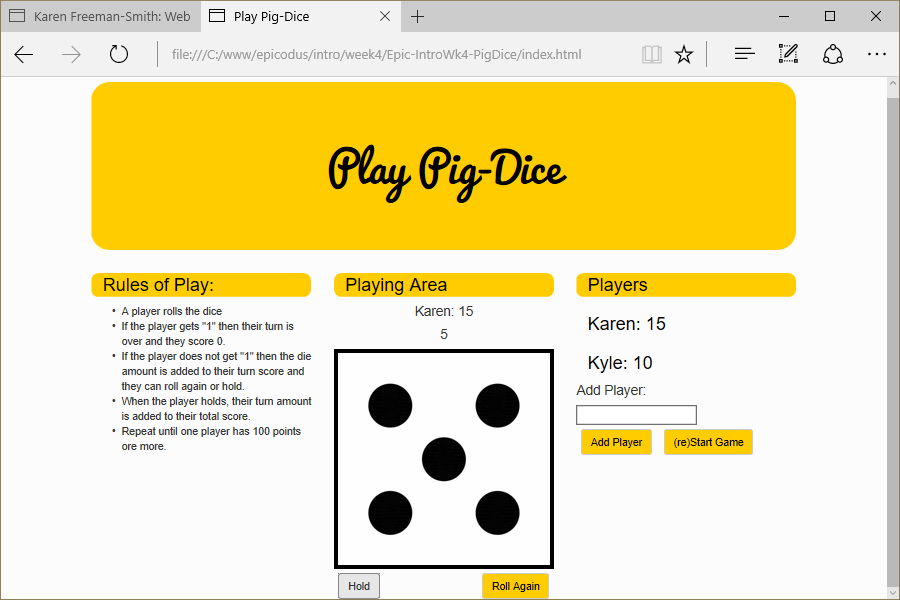 Karen Freeman-Smith: Web
Play Pig-Dice
file:///C:/www/epicodus/intro/week4/Epic-IntroWk4-PigDice/index.html
Play Pig-Dice
Rules of Play:
• A player rolls the dice
• If the player gets "1" then their turn is
over and they score 0.
• If the player does not get "1" then the die
amount is added to their turn score and
they can roll again or hold.
• When the player holds, their turn amount
is added to their total score.
• Repeat until one player has 100 points
ore more.
Playing Area
Karen: 15
5
Hold
Roll Again
Players
Karen: 15
Kyle: 10
Add Player:
Add Player
(re)Start Game